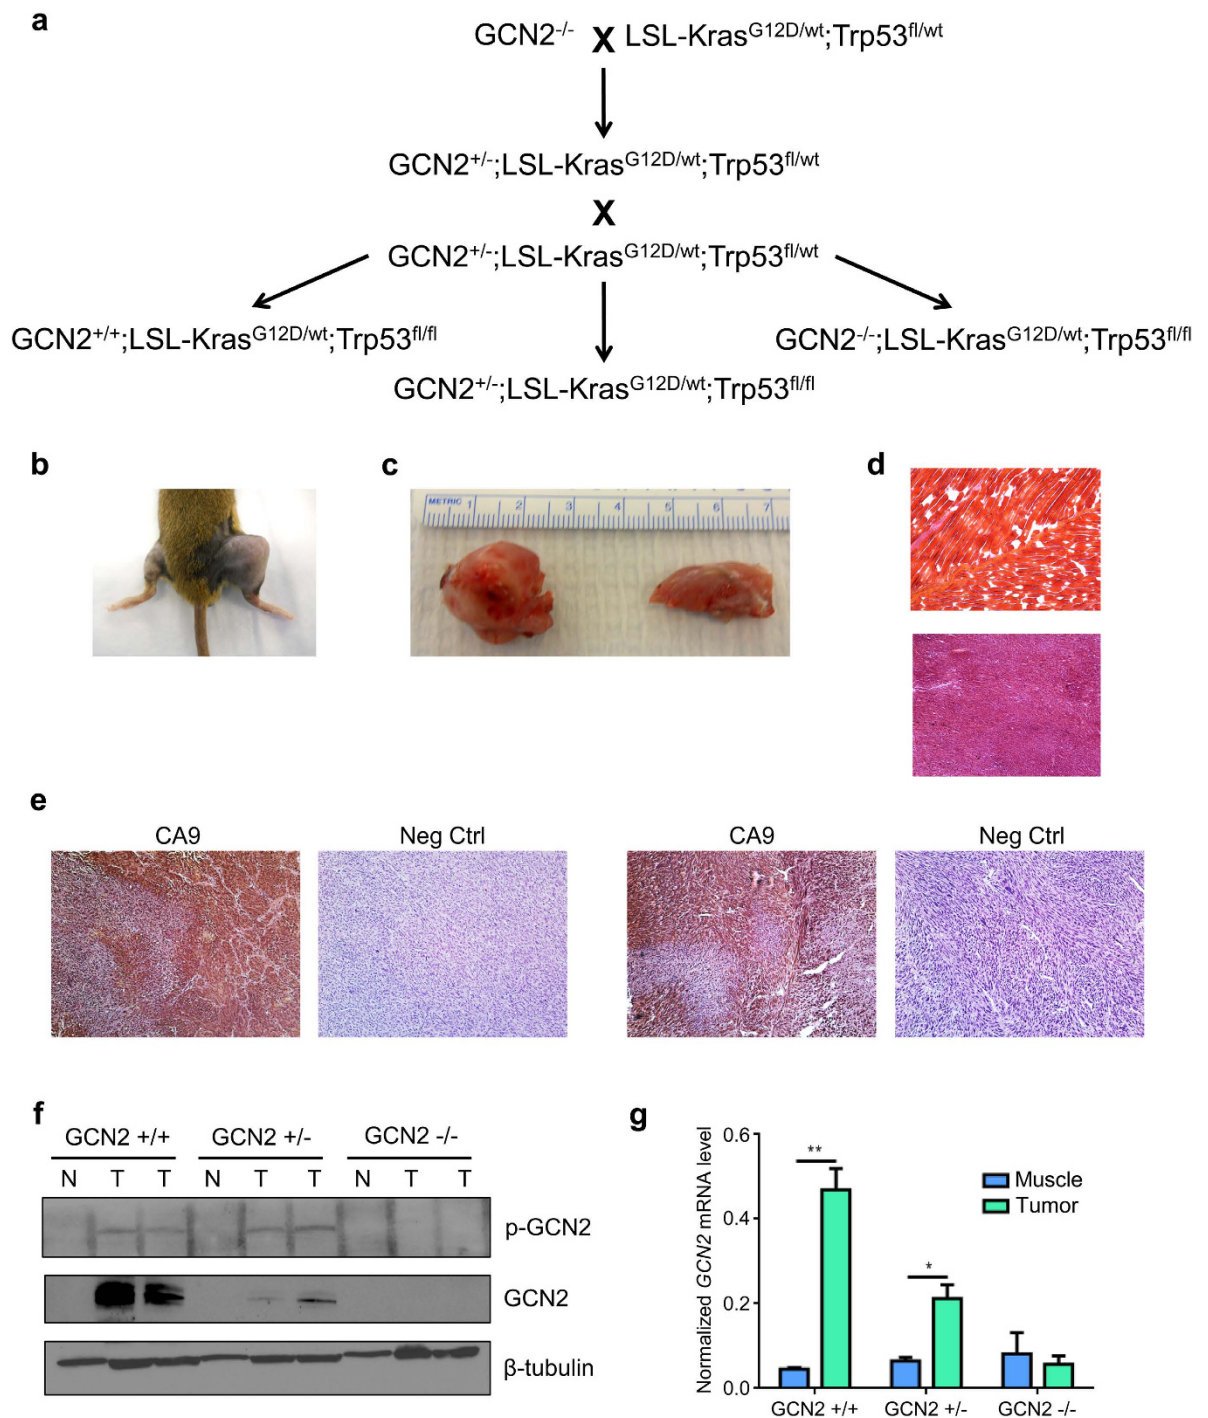 a
GCN2-/- X LSL-KrasG12D/wt;Trp53fl/wt
GCN2+/-;LSL-KrasG12D/wt;Trp53fl/wt
X
GCN2+/-;LSL-KrasG12D/wt;Trp53fl/wt
GCN2+/+;LSL-KrasG12D/wt;Trp53fl/fl
GCN2-/-;LSL-KrasG12D/wt;Trp53fl/fl
GCN2+/-;LSL-KrasG12D/wt;Trp53fl/fl
b
c
METRIC 1 2 3 4 5 6 7
d
e
CA9 Neg Ctrl CA9 Neg Ctrl
f
GCN2 +/+ GCN2 +/- GCN2 -/-
N T T N T T N T T
p-GCN2
GCN2
β-tubulin
g
Normalized GCN2 mRNA level
0.6
0.4
0.2
0.0
**
*
Muscle
Tumor
GCN2 +/+ GCN2 +/- GCN2 -/-